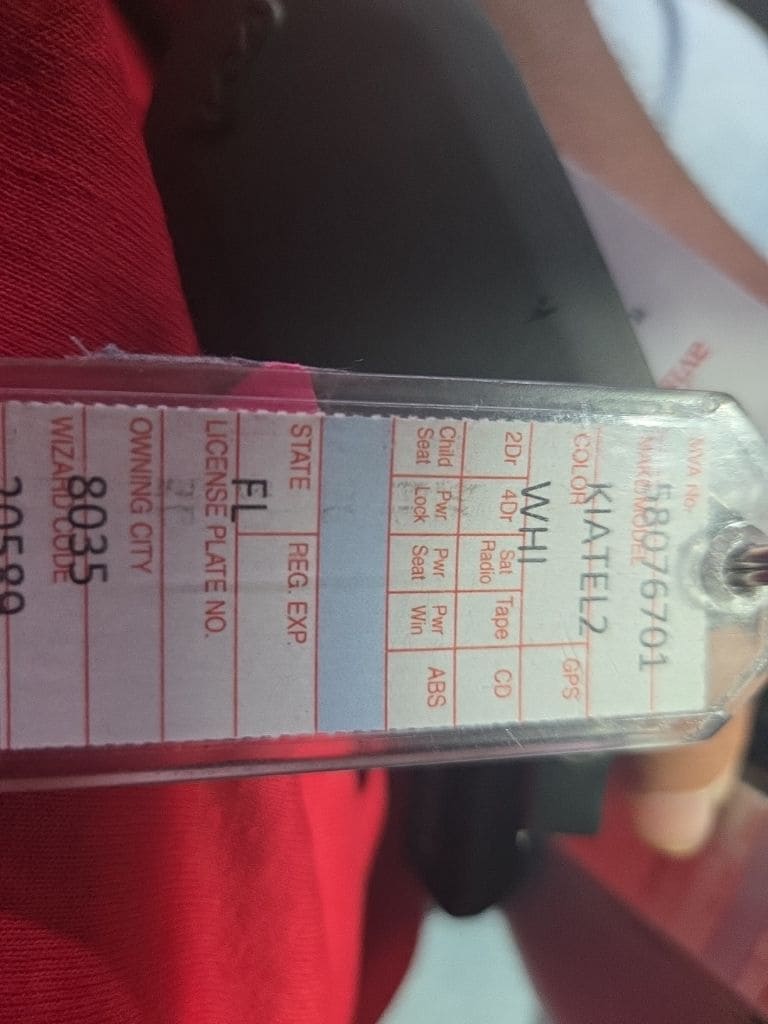 MVA No.
58076701
MAKE/MODEL
KIATEL2
COLOR GPS
WHI
2Dr 4Dr Sat Radio Tape CD
Child Seat Pwr Lock Pwr Seat Pwr Win ABS
STATE REG. EXP.
FL
LICENSE PLATE NO.
OWNING CITY
8035
WIZARD CODE